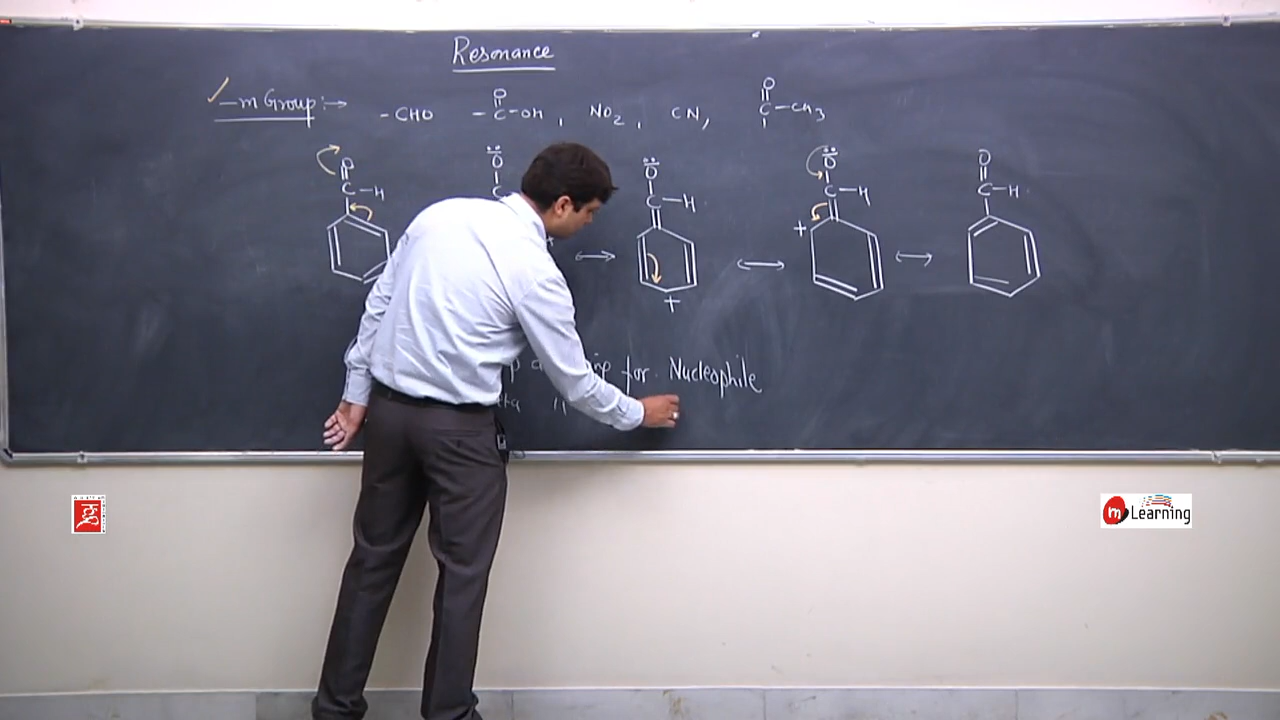 Resonance
-m Group:→ -CHO -C-OH, NO2, CN, C-CH3
O O
O O O O O
C-H C C-H C-H C-H
+ +
for. Nucleophile
"
m Learning